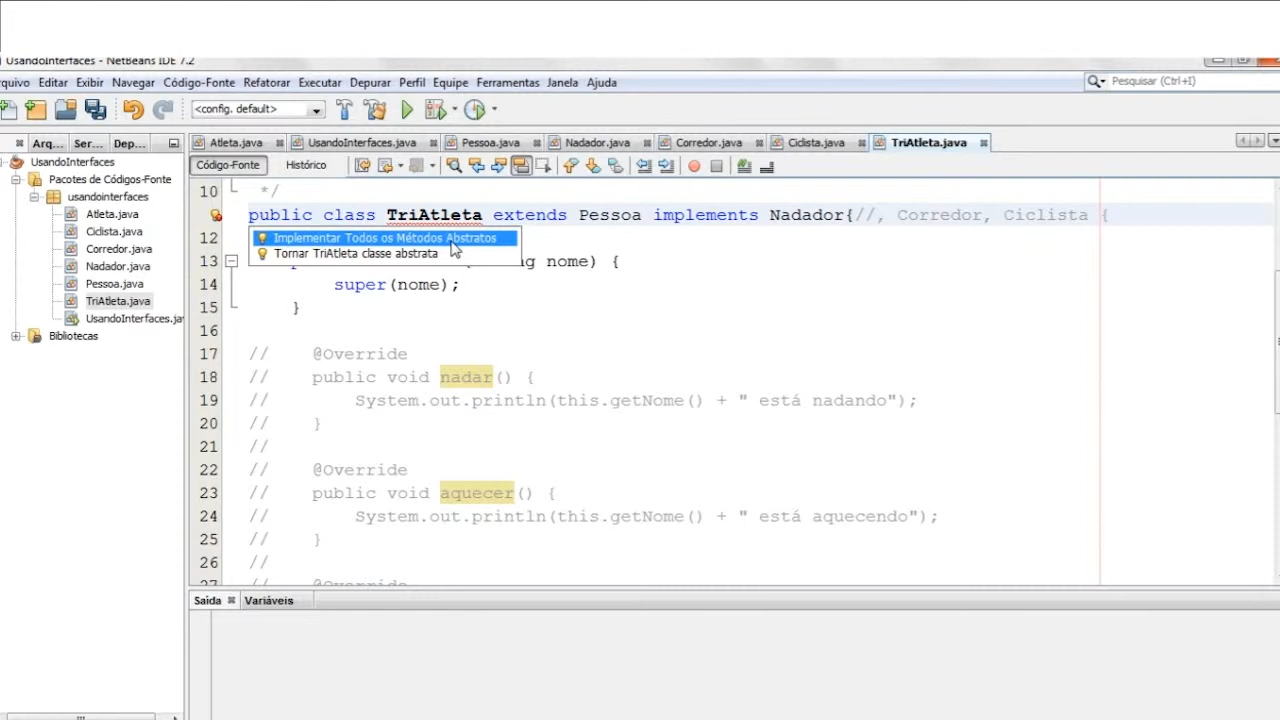 UsandoInterfaces - NetBeans IDE 7.2
rquivo Editar Exibir Navegar Código-Fonte Refatorar Executar Depurar Perfil Equipe Ferramentas Janela Ajuda
Pesquisar (Ctrl+I)
<config. default>
Arq... Ser... Dep...
Atleta.java UsandoInterfaces.java Pessoa.java Nadador.java Corredor.java Ciclista.java TriAtleta.java
UsandoInterfaces
Pacotes de Códigos-Fonte
usandointerfaces
Atleta.java
Ciclista.java
Corredor.java
Nadador.java
Pessoa.java
TriAtleta.java
UsandoInterfaces.jav
Bibliotecas
Código-Fonte Histórico
10 */
public class TriAtleta extends Pessoa implements Nadador{//, Corredor, Ciclista {
Implementar Todos os Métodos Abstratos
Tornar TriAtleta classe abstrata
12
13 nome) {
14 super(nome);
15 }
16
17 // @Override
18 // public void nadar() {
19 // System.out.println(this.getNome() + " está nadando");
20 // }
21 //
22 // @Override
23 // public void aquecer() {
24 // System.out.println(this.getNome() + " está aquecendo");
25 // }
26 //
27 // @Override
Saída Variáveis